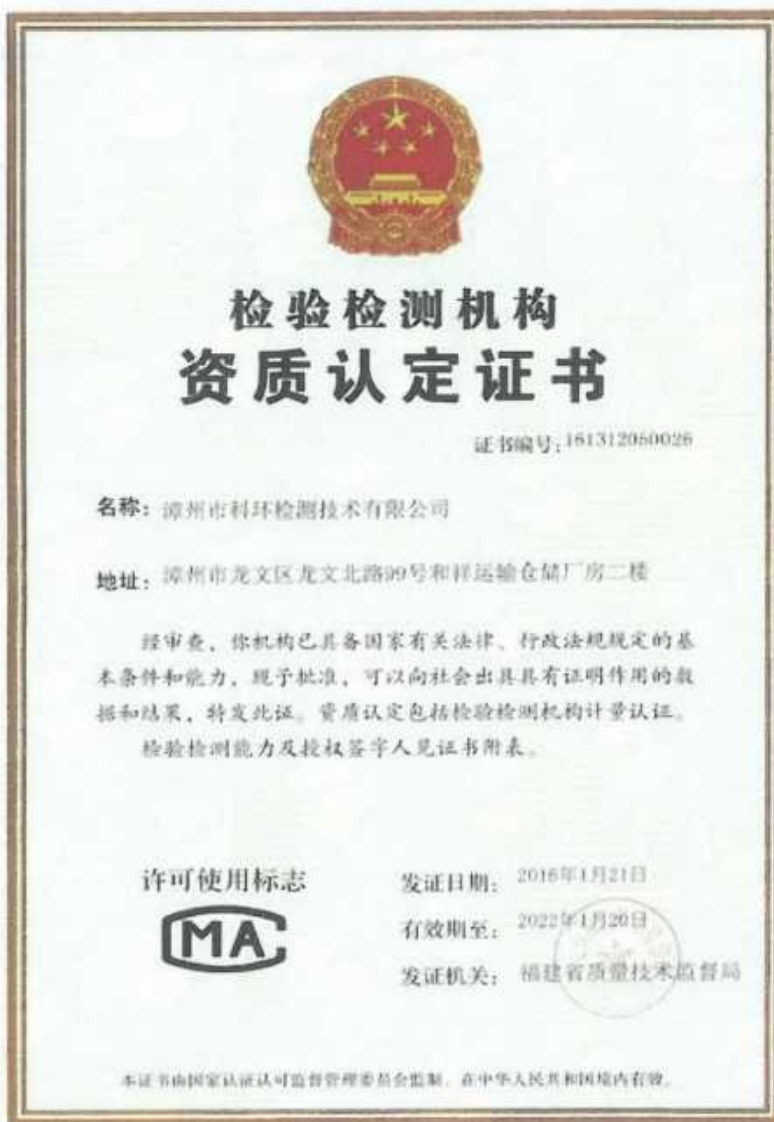 检验检测机构
资质认定证书
证书编号:161312050026
名称:漳州市科环检测技术有限公司
地址:漳州市龙文区龙文北路99号和祥运输仓储厂房二楼
经审查,你机构已具备国家有关法律、行政法规规定的基
本条件和能力,现予批准,可以向社会出具具有证明作用的数
据和结果,特发此证。资质认定包括检验检测机构计量认证。
检验检测能力及授权签字人见证书附表。
许可使用标志
MA
发证日期:2016年1月21日
有效期至:2022年1月20日
发证机关:福建省质量技术监督局
本证书由国家认证认可监督管理委员会监制,在中华人民共和国境内有效。